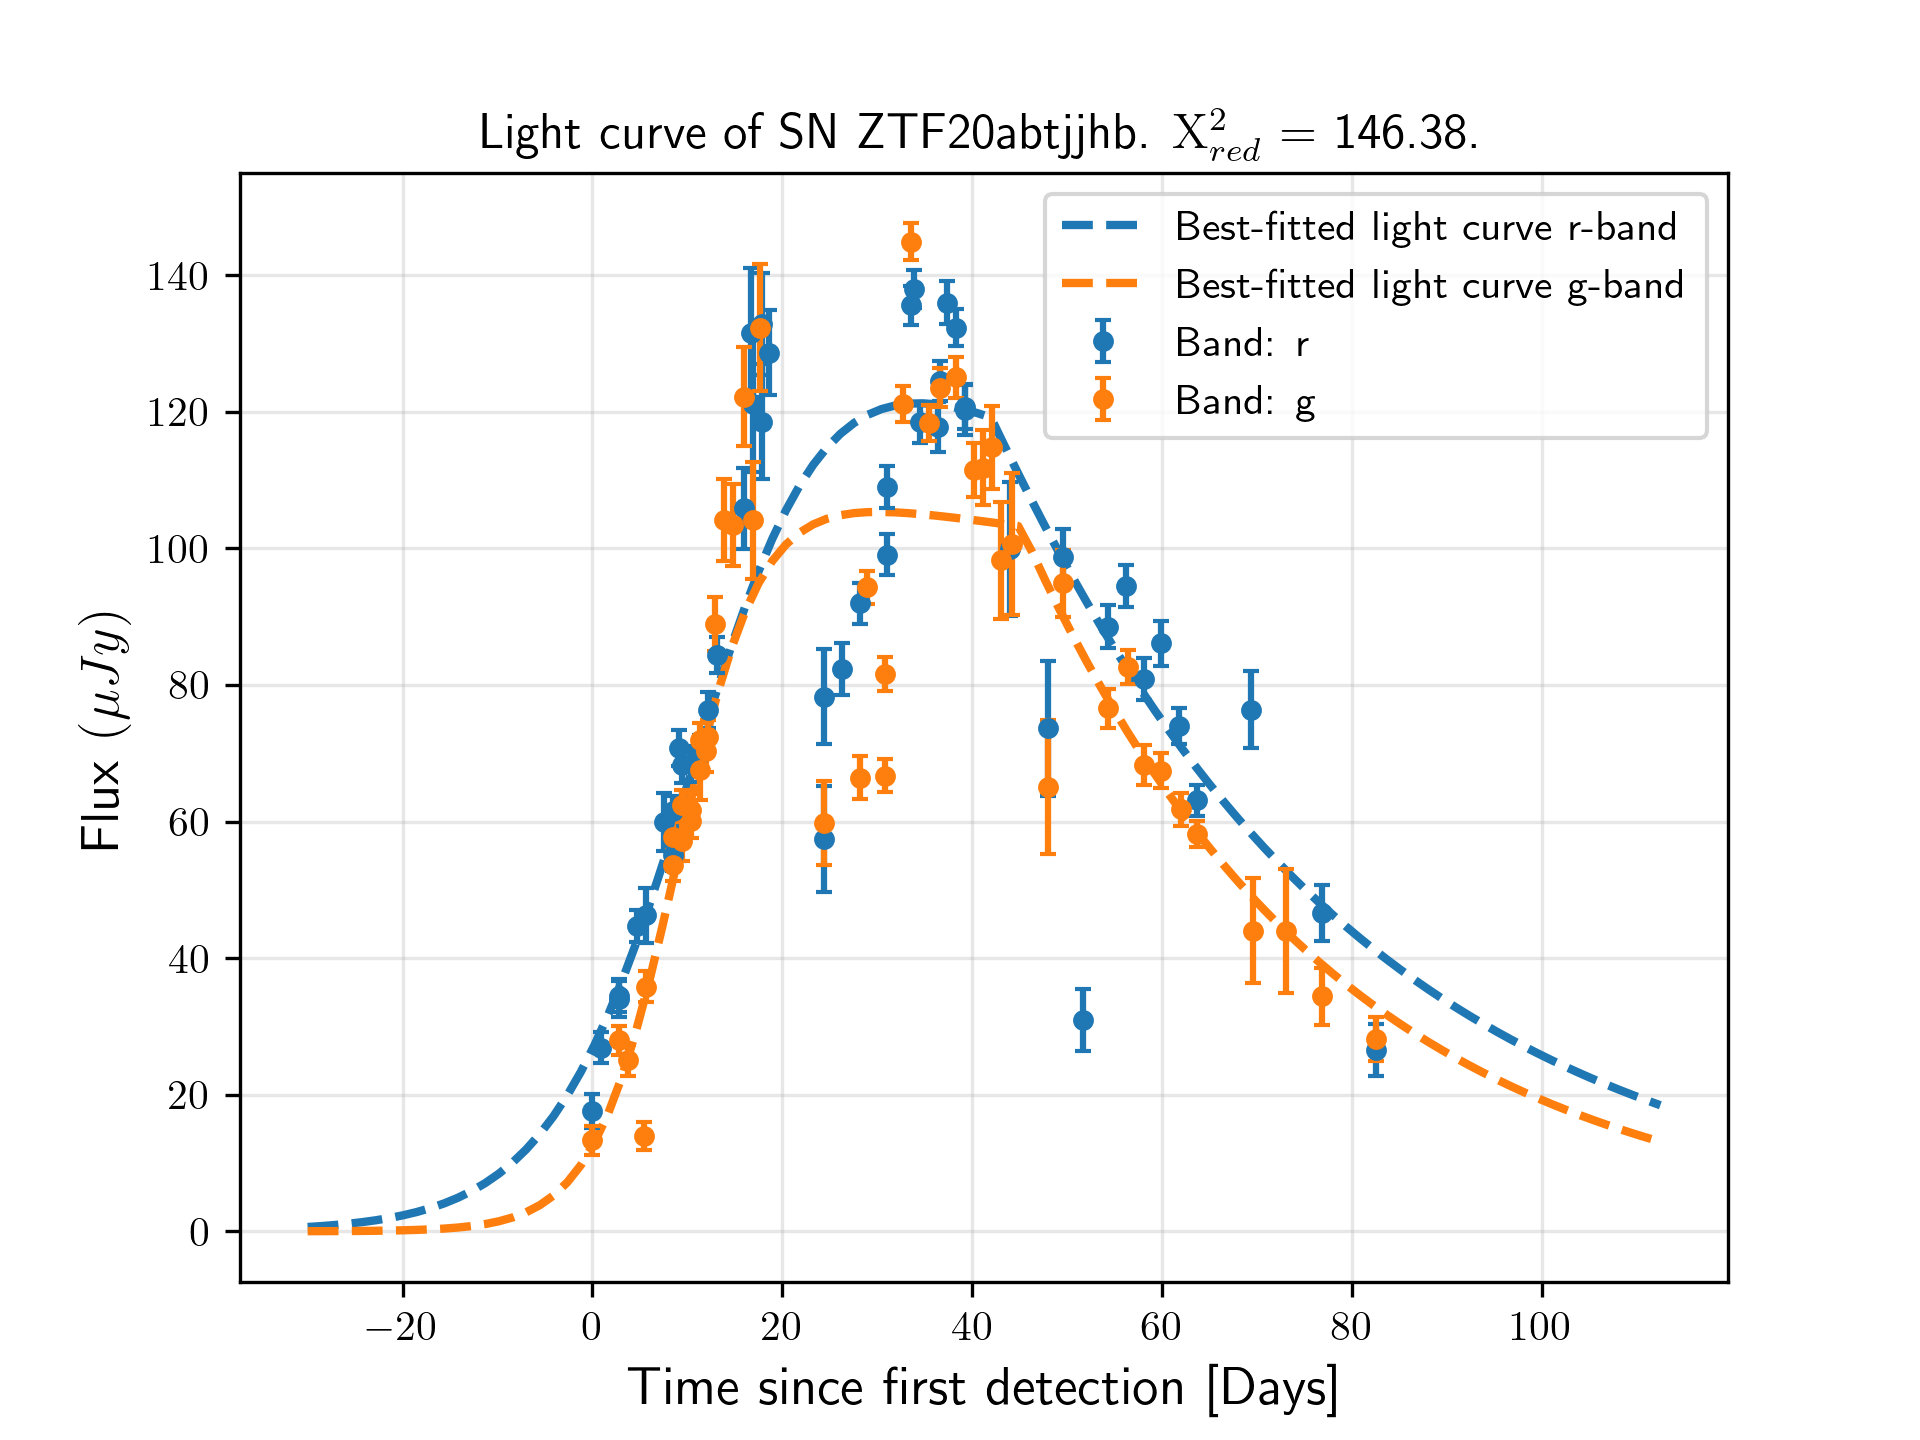 Light curve of SN ZTF20abtjjhb. X²_red = 146.38.
Best-fitted light curve r-band
Best-fitted light curve g-band
Band: r
Band: g
Flux (μJy)
140
120
100
80
60
40
20
0
−20 0 20 40 60 80 100
Time since first detection [Days]